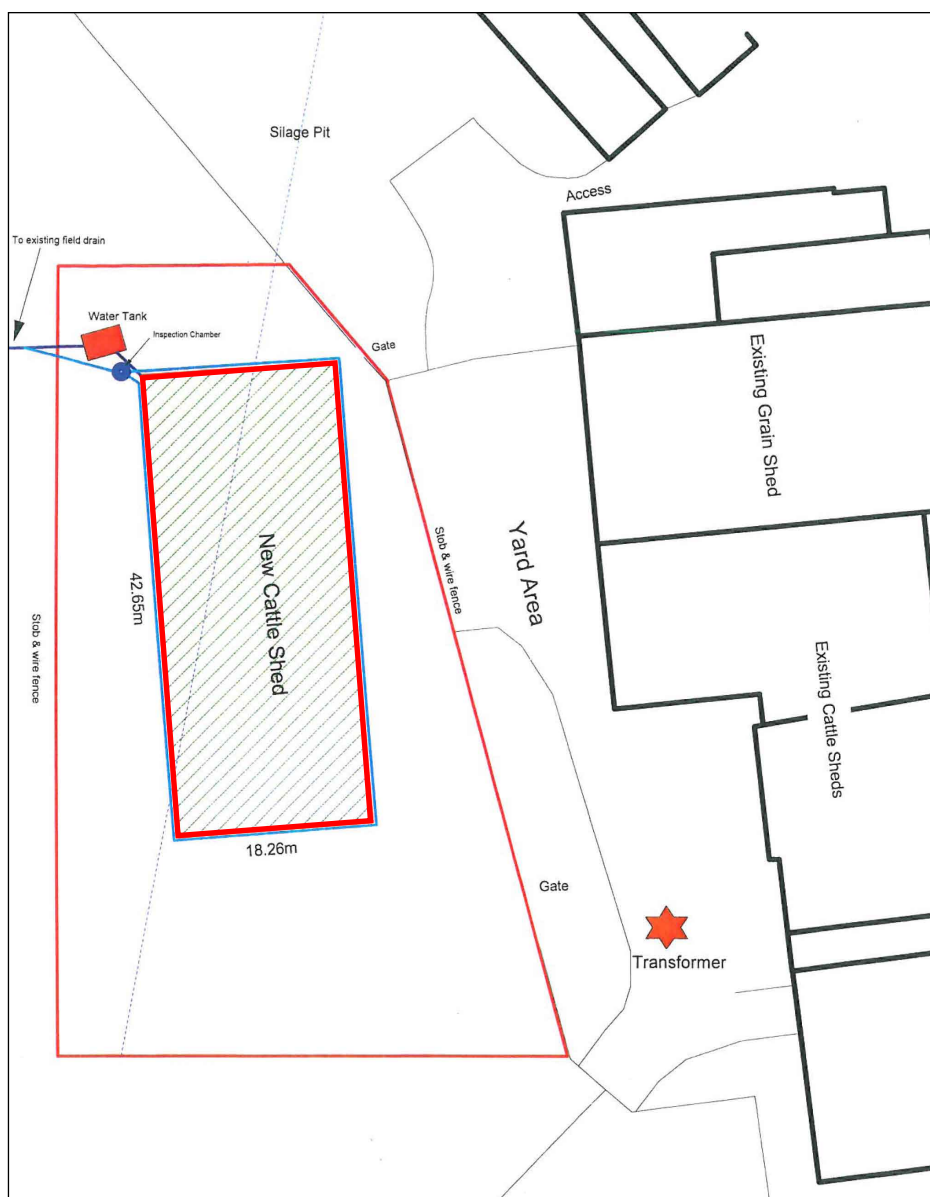 Silage Pit
Access
To existing field drain
Water Tank
Inspection Chamber
Gate
Existing Grain Shed
Stob & wire fence
Yard Area
New Cattle Shed
42.65m
Stob & wire fence
Existing Cattle Sheds
18.26m
Gate
Transformer